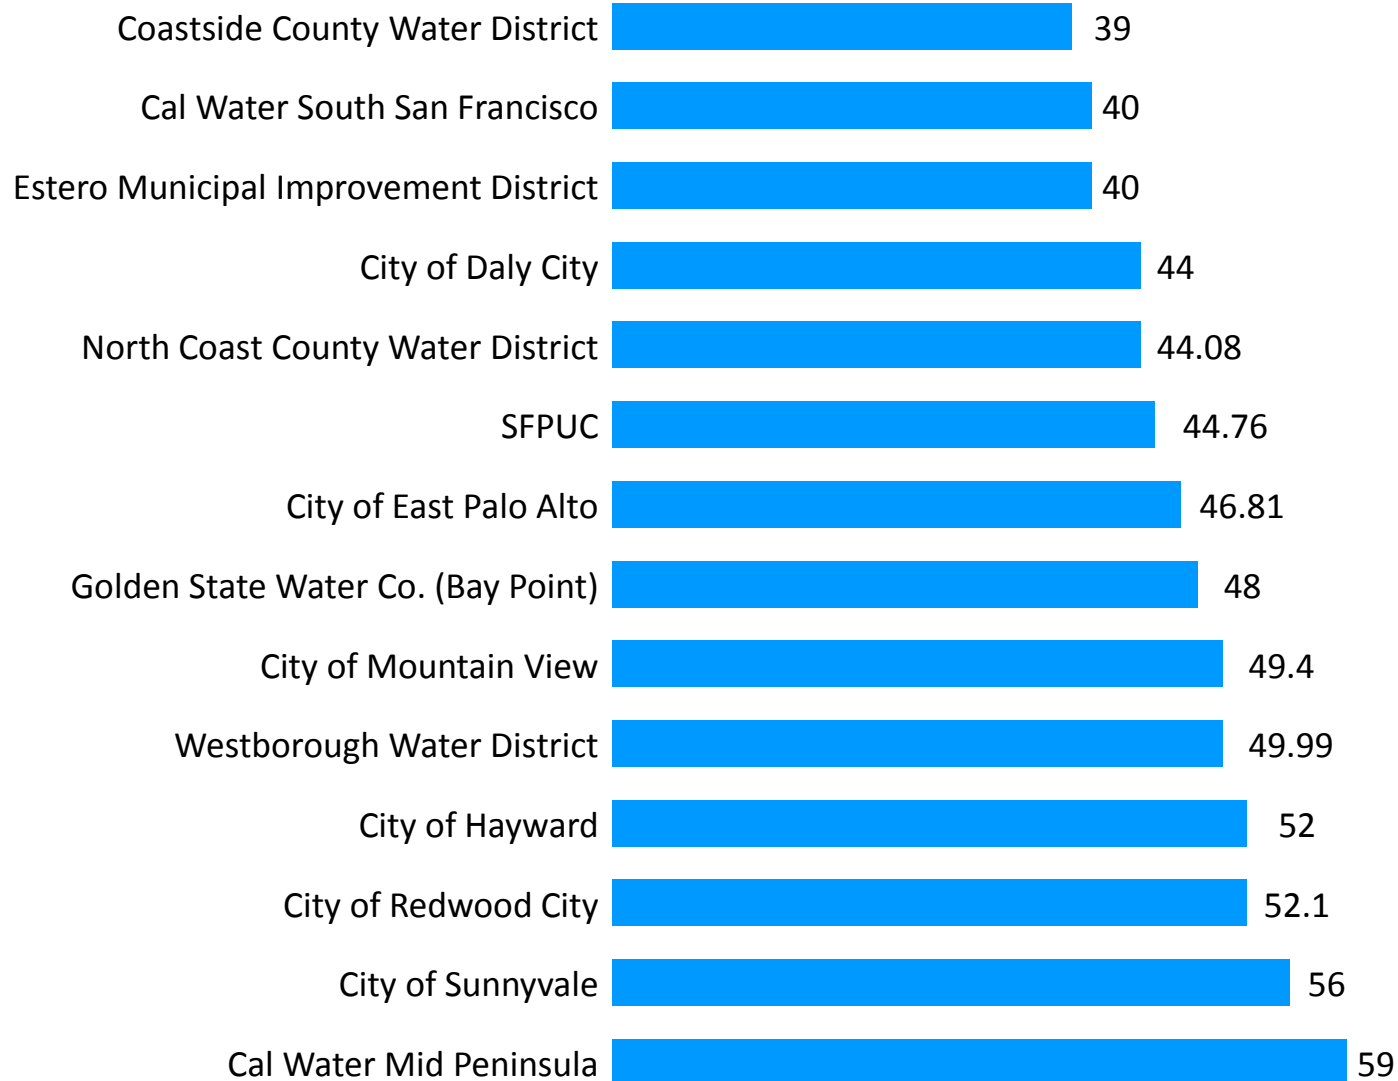 Coastside County Water District 39
Cal Water South San Francisco 40
Estero Municipal Improvement District 40
City of Daly City 44
North Coast County Water District 44.08
SFPUC 44.76
City of East Palo Alto 46.81
Golden State Water Co. (Bay Point) 48
City of Mountain View 49.4
Westborough Water District 49.99
City of Hayward 52
City of Redwood City 52.1
City of Sunnyvale 56
Cal Water Mid Peninsula 59